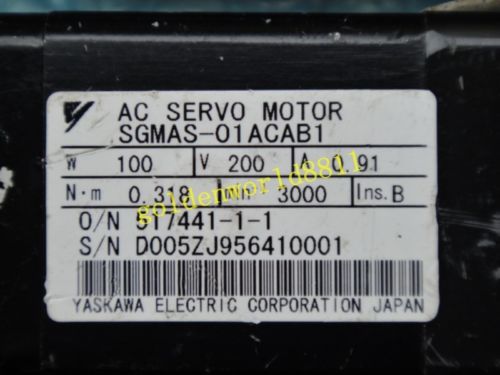 AC SERVO MOTOR
SGMAS-01ACAB1
W 100 V 200 A 0.91
N·m 0.318 3000 Ins. B
O/N 917441-1-1
S/N D005ZJ956410001
YASKAWA ELECTRIC CORPORATION JAPAN
goldenworld8811